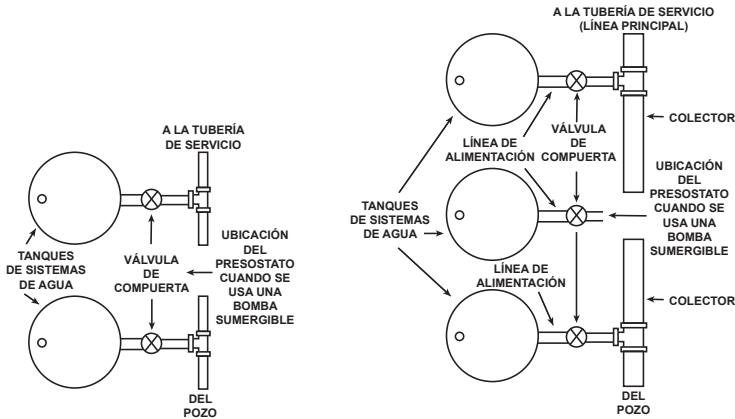 A LA TUBERÍA
DE SERVICIO
TANQUES
DE SISTEMAS
DE AGUA
VÁLVULA
DE
COMPUERTA
UBICACIÓN
DEL
PRESOSTATO
CUANDO SE
USA UNA
BOMBA
SUMERGIBLE
DEL
POZO
A LA TUBERÍA DE SERVICIO
(LÍNEA PRINCIPAL)
COLECTOR
LÍNEA DE
ALIMENTACIÓN
VÁLVULA
DE
COMPUERTA
TANQUES
DE SISTEMAS
DE AGUA
UBICACIÓN
DEL
PRESOSTATO
CUANDO SE
USA UNA
BOMBA
SUMERGIBLE
LÍNEA DE
ALIMENTACIÓN
COLECTOR
DEL
POZO